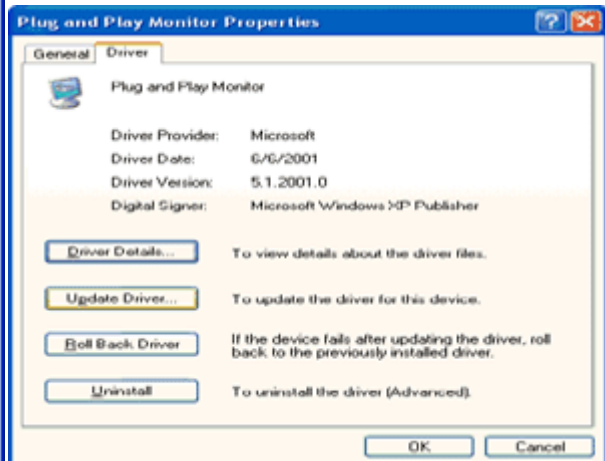 Plug and Play Monitor Properties
General Driver
Plug and Play Monitor
Driver Provider: Microsoft
Driver Date: 6/6/2001
Driver Version: 5.1.2001.0
Digital Signer: Microsoft Windows XP Publisher
Driver Details... To view details about the driver files.
Update Driver... To update the driver for this device.
Roll Back Driver If the device fails after updating the driver, roll
back to the previously installed driver.
Uninstall To uninstall the driver (Advanced).
OK Cancel